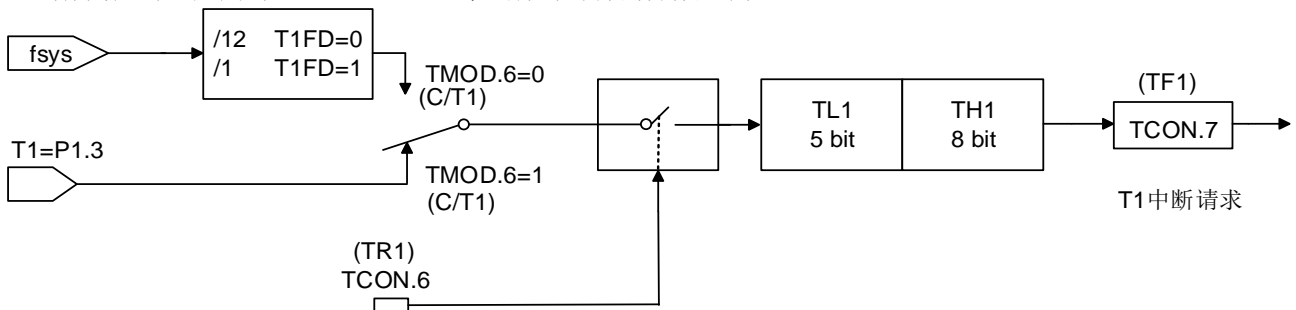 fsys
/12 T1FD=0
/1 T1FD=1
TMOD.6=0
(C/T1)
T1=P1.3
TMOD.6=1
(C/T1)
(TR1)
TCON.6
TL1
5 bit
TH1
8 bit
(TF1)
TCON.7
T1中断请求